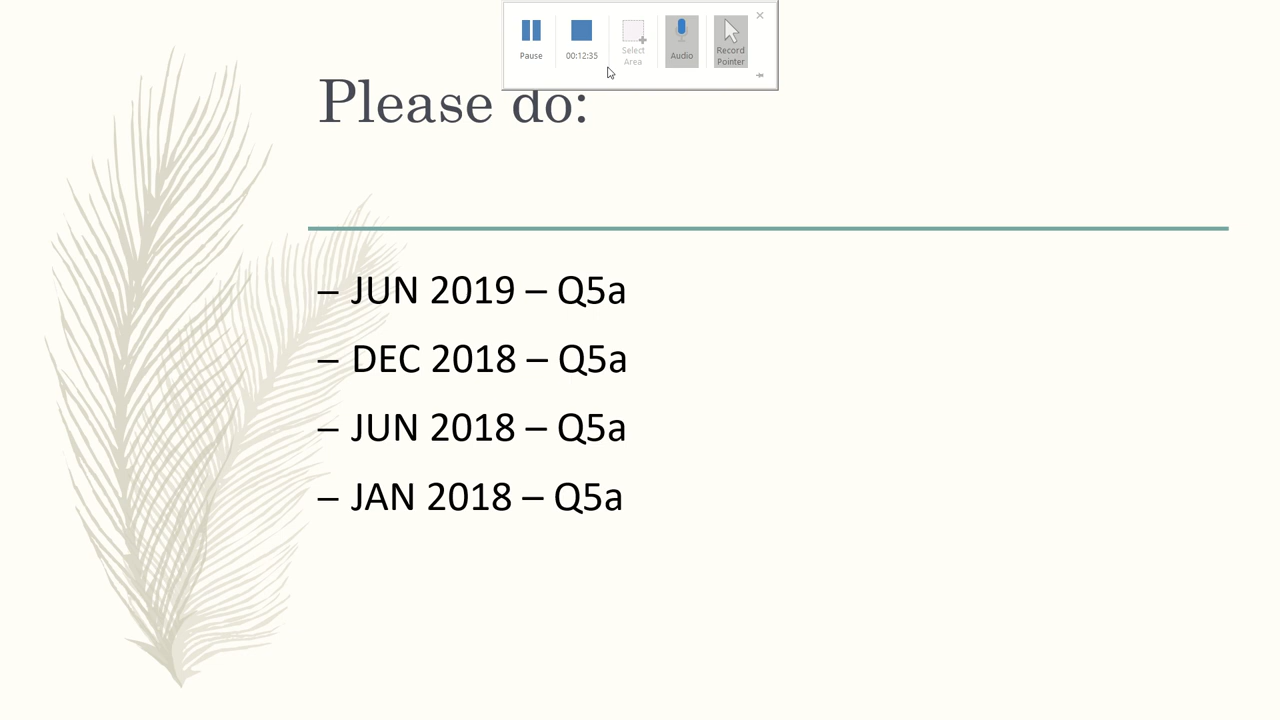 Pause
00:12:35
Select
Area
Audio
Record
Pointer
Please do:
– JUN 2019 – Q5a
– DEC 2018 – Q5a
– JUN 2018 – Q5a
– JAN 2018 – Q5a